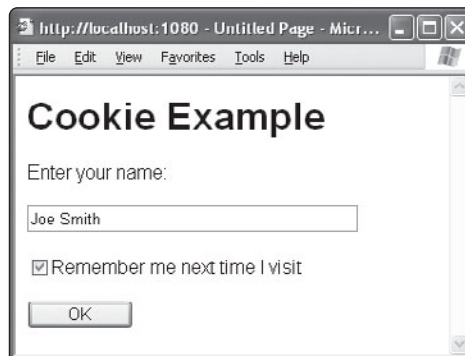 http://localhost:1080 - Untitled Page - Micr...
File Edit View Favorites Tools Help
Cookie Example
Enter your name:
Joe Smith
Remember me next time I visit
OK